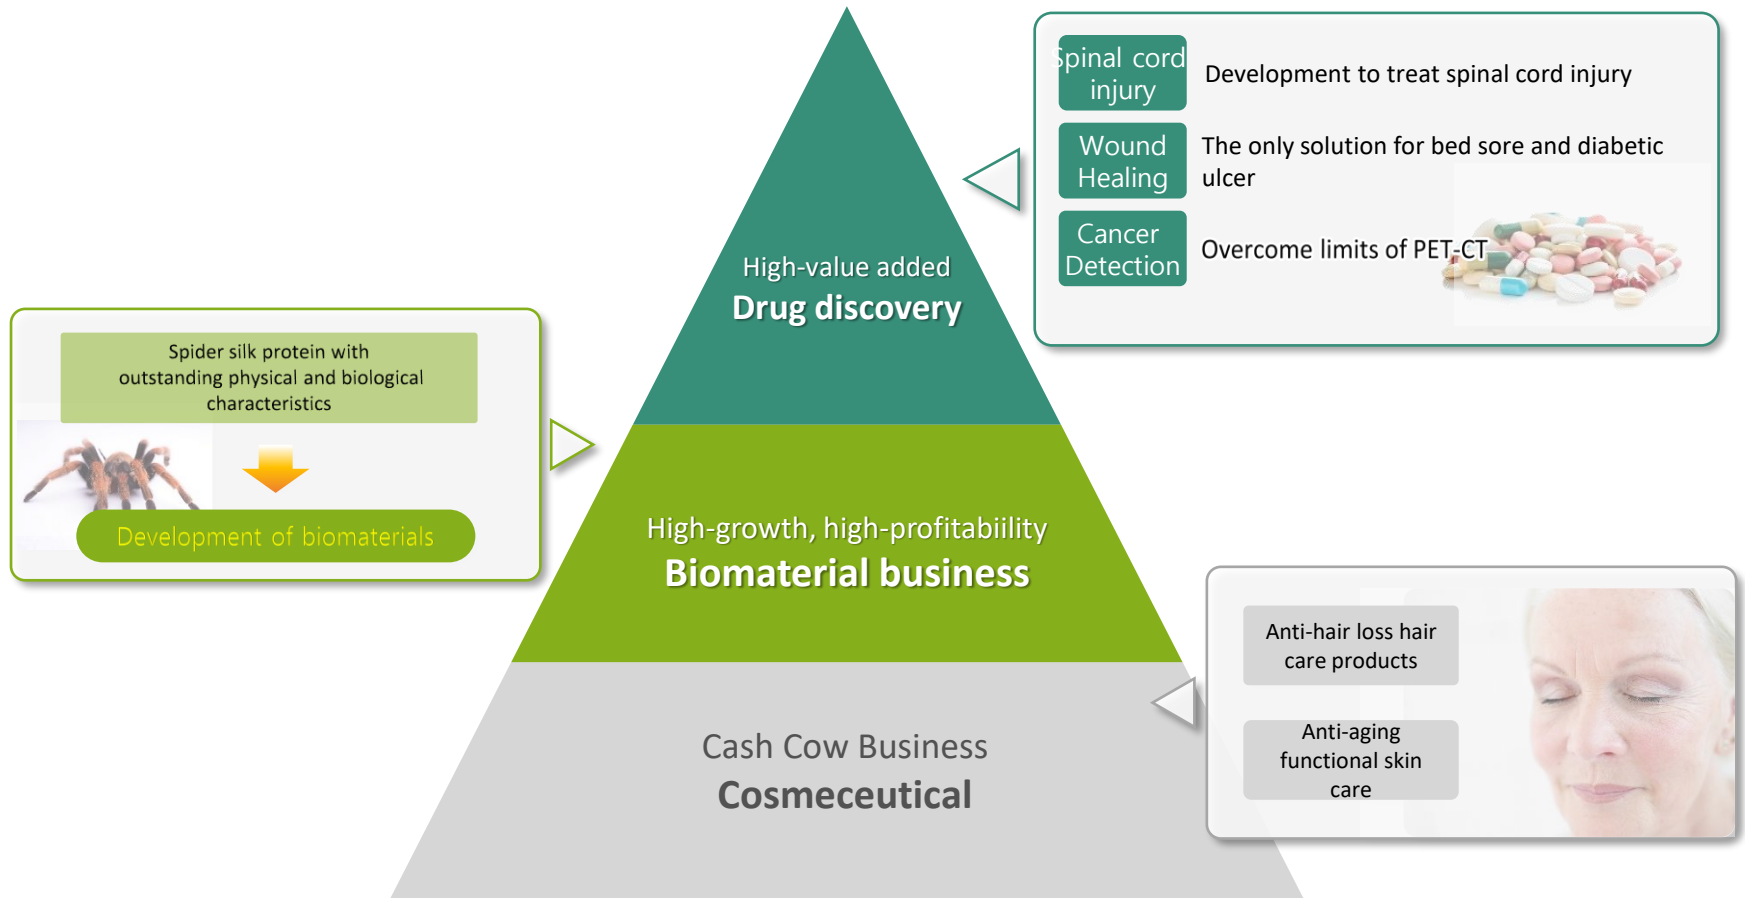 Spinal cord
injury
Development to treat spinal cord injury
Wound
Healing
The only solution for bed sore and diabetic
ulcer
Cancer
Detection
Overcome limits of PET-CT
High-value added
Drug discovery
Spider silk protein with
outstanding physical and biological
characteristics
Development of biomaterials
High-growth, high-profitabiility
Biomaterial business
Anti-hair loss hair
care products
Anti-aging
functional skin
care
Cash Cow Business
Cosmeceutical